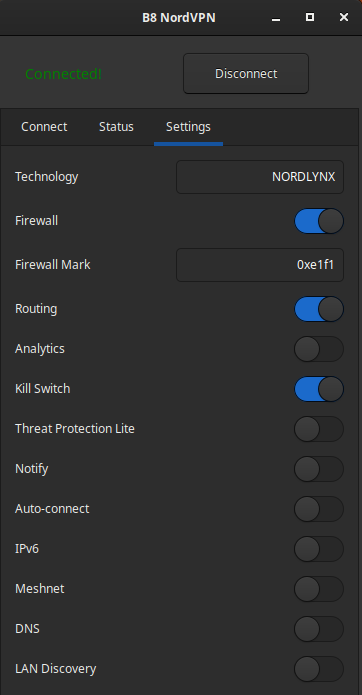 B8 NordVPN
Connected!
Disconnect
Connect Status Settings
Technology NORDLYNX
Firewall
Firewall Mark 0xe1f1
Routing
Analytics
Kill Switch
Threat Protection Lite
Notify
Auto-connect
IPv6
Meshnet
DNS
LAN Discovery